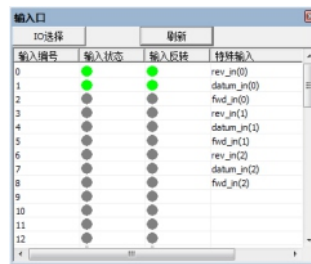 输入口
IO选择 刷新
输入编号 输入状态 输入反转 特殊输入
0 rev_in(0)
1 datum_in(0)
2 fwd_in(0)
3 rev_in(1)
4 datum_in(1)
5 fwd_in(1)
6 rev_in(2)
7 datum_in(2)
8 fwd_in(2)
9
10
11
12